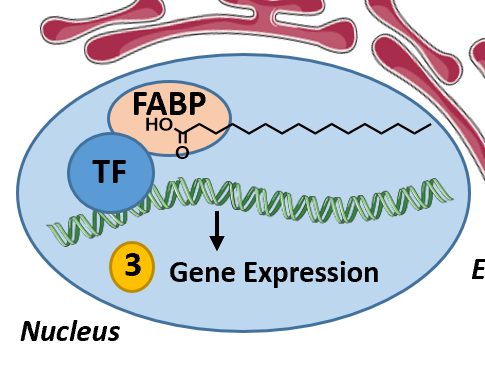 FABP
HO
O
TF
3
Gene Expression
E
Nucleus